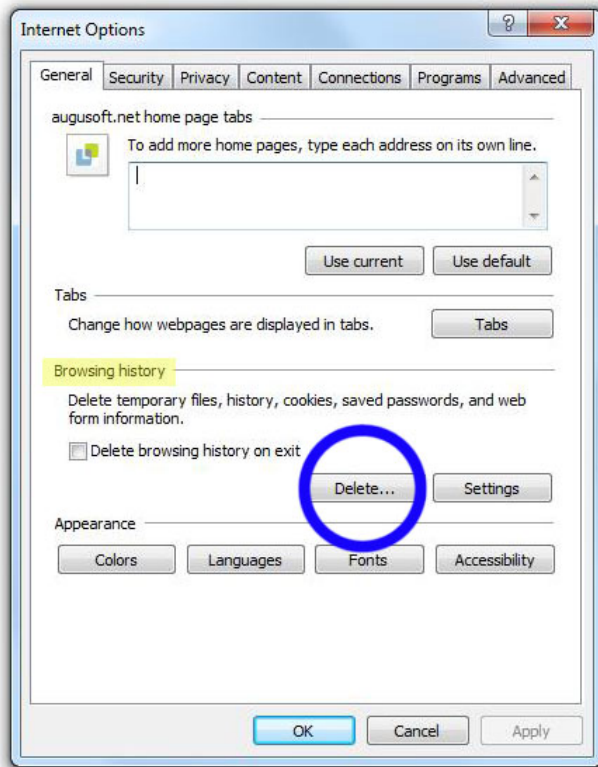 Internet Options
General Security Privacy Content Connections Programs Advanced
augusoft.net home page tabs
To add more home pages, type each address on its own line.
Use current Use default
Tabs
Change how webpages are displayed in tabs. Tabs
Browsing history
Delete temporary files, history, cookies, saved passwords, and web
form information.
Delete browsing history on exit
Delete... Settings
Appearance
Colors Languages Fonts Accessibility
OK Cancel Apply